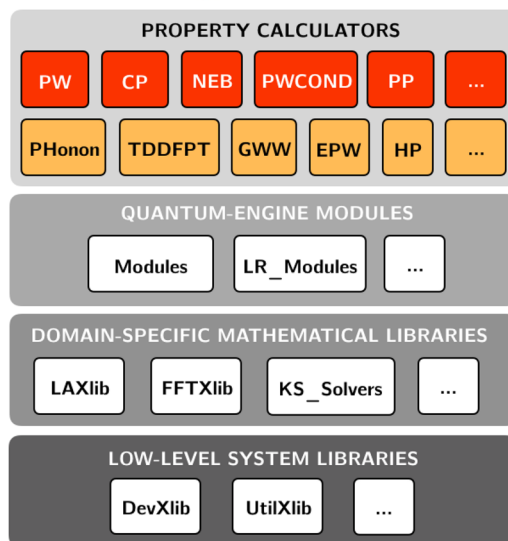 PROPERTY CALCULATORS
PW CP NEB PWCOND PP ...
PHonon TDDFPT GWW EPW HP ...
QUANTUM-ENGINE MODULES
Modules LR_Modules ...
DOMAIN-SPECIFIC MATHEMATICAL LIBRARIES
LAXlib FFTXlib KS_Solvers ...
LOW-LEVEL SYSTEM LIBRARIES
DevXlib UtilXlib ...